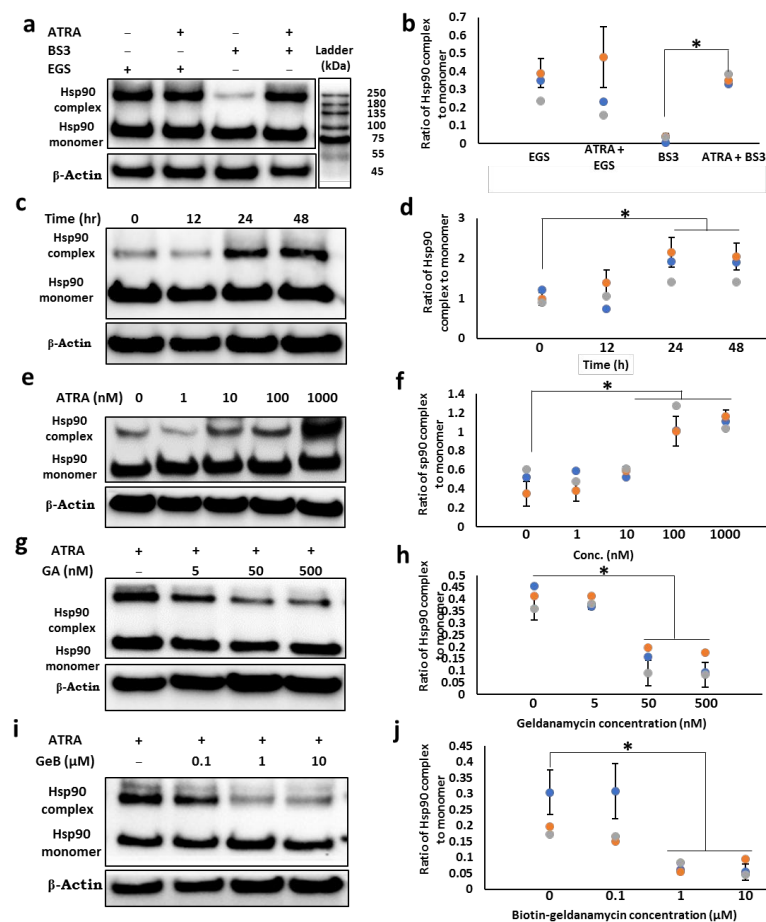 a
ATRA – + – +
BS3 – – + +
EGS + + – –
Ladder
(kDa)
Hsp90
complex
Hsp90
monomer
β-Actin
250
180
135
100
75
55
45
b
Ratio of Hsp90 complex
to monomer
0.7
0.6
0.5
0.4
0.3
0.2
0.1
0
*
EGS
ATRA +
EGS
BS3
ATRA + BS3
c
Time (hr) 0 12 24 48
Hsp90
complex
Hsp90
monomer
β-Actin
d
Ratio of Hsp90
complex to monomer
3
2
1
0
*
0 12 24 48
Time (h)
e
ATRA (nM) 0 1 10 100 1000
Hsp90
complex
Hsp90
monomer
β-Actin
f
Ratio of sp90 complex
to monomer
1.4
1.2
1
0.8
0.6
0.4
0.2
0
*
0 1 10 100 1000
Conc. (nM)
g
ATRA + + + +
GA (nM) – 5 50 500
Hsp90
complex
Hsp90
monomer
β-Actin
h
Ratio of Hsp90 complex
to monomer
0.5
0.45
0.4
0.35
0.3
0.25
0.2
0.15
0.1
0.05
0
*
0 5 50 500
Geldanamycin concentration (nM)
i
ATRA + + + +
GeB (μM) – 0.1 1 10
Hsp90
complex
Hsp90
monomer
β-Actin
j
Ratio of Hsp90 complex
to monomer
0.45
0.4
0.35
0.3
0.25
0.2
0.15
0.1
0.05
0
*
0 0.1 1 10
Biotin-geldanamycin concentration (μM)